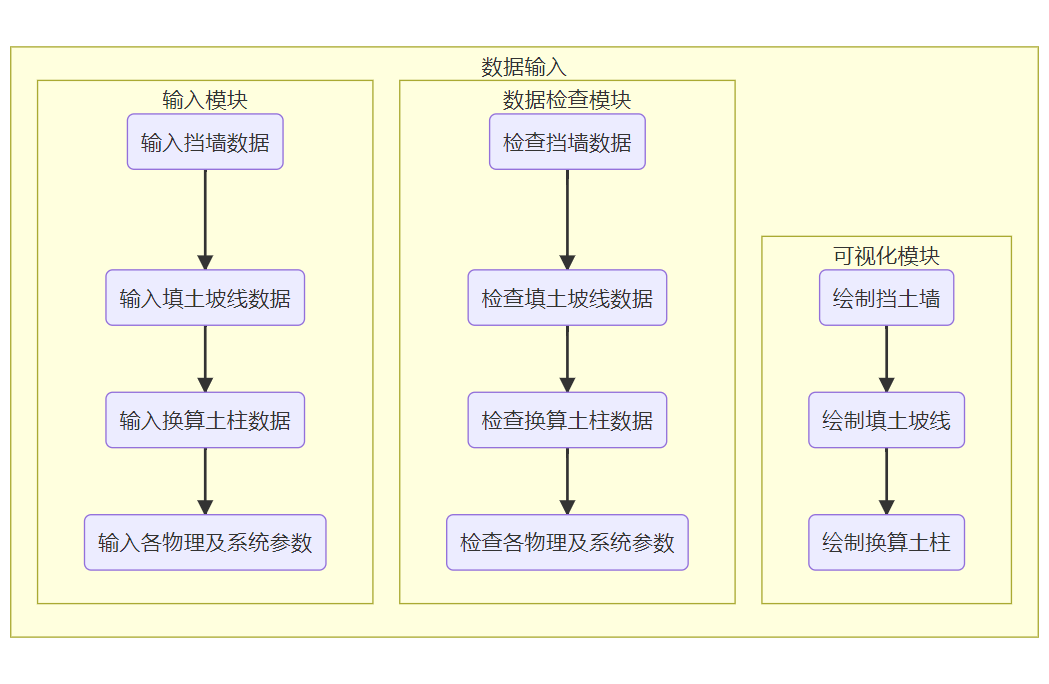 数据输入
输入模块
输入挡墙数据
输入填土坡线数据
输入换算土柱数据
输入各物理及系统参数
数据检查模块
检查挡墙数据
检查填土坡线数据
检查换算土柱数据
检查各物理及系统参数
可视化模块
绘制挡土墙
绘制填土坡线
绘制换算土柱